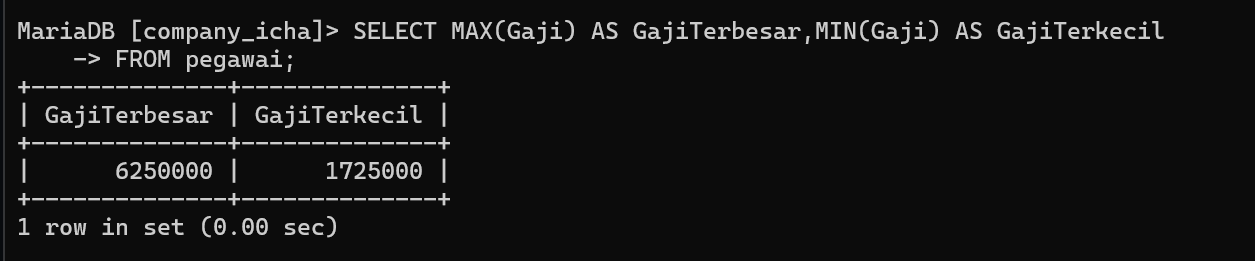 MariaDB [company_icha]> SELECT MAX(Gaji) AS GajiTerbesar,MIN(Gaji) AS GajiTerkecil
    -> FROM pegawai;
+--------------+--------------+
| GajiTerbesar | GajiTerkecil |
+--------------+--------------+
|      6250000 |      1725000 |
+--------------+--------------+
1 row in set (0.00 sec)